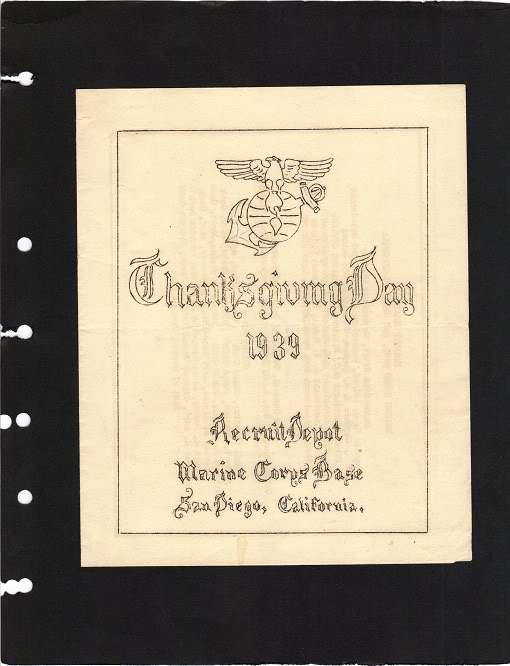 Thanksgiving Day
1939
Recruit Depot
Marine Corps Base
San Diego, California.